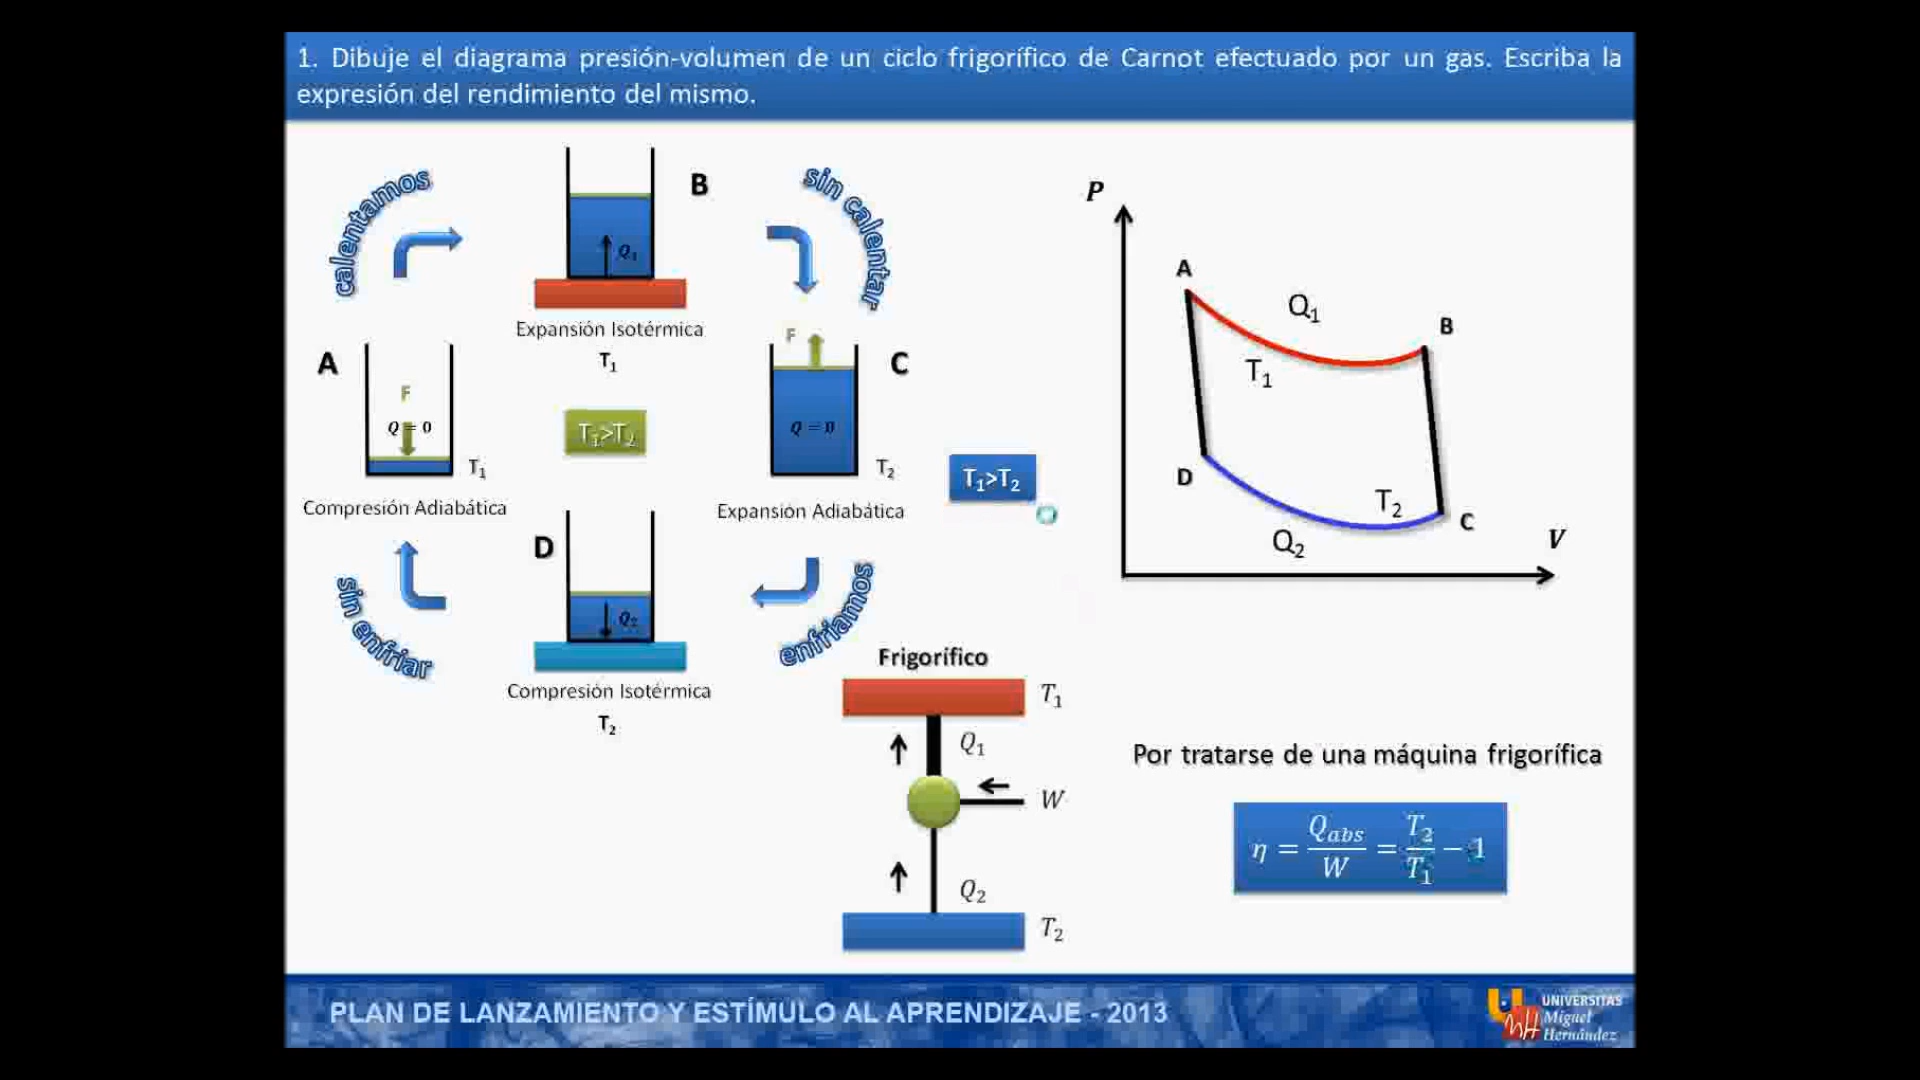 1. Dibuje el diagrama presión-volumen de un ciclo frigorífico de Carnot efectuado por un gas. Escriba la
expresión del rendimiento del mismo.
calentamos
B
sin calentar
Q₁
Expansión Isotérmica
T₁
A
F
Q = 0
T₁
Compresión Adiabática
T₁>T₂
F
C
Q = 0
T₂
Expansión Adiabática
T₁>T₂
D
Q₂
sin enfriar
enfriamos
Compresión Isotérmica
T₂
P
A
Q₁
B
T₁
D
T₂
C
Q₂
V
Frigorífico
T₁
Q₁
W
Q₂
T₂
Por tratarse de una máquina frigorífica
η = Qabs/W = T₂/T₁ − 1
PLAN DE LANZAMIENTO Y ESTÍMULO AL APRENDIZAJE - 2013
UNIVERSITAS
Miguel
Hernández